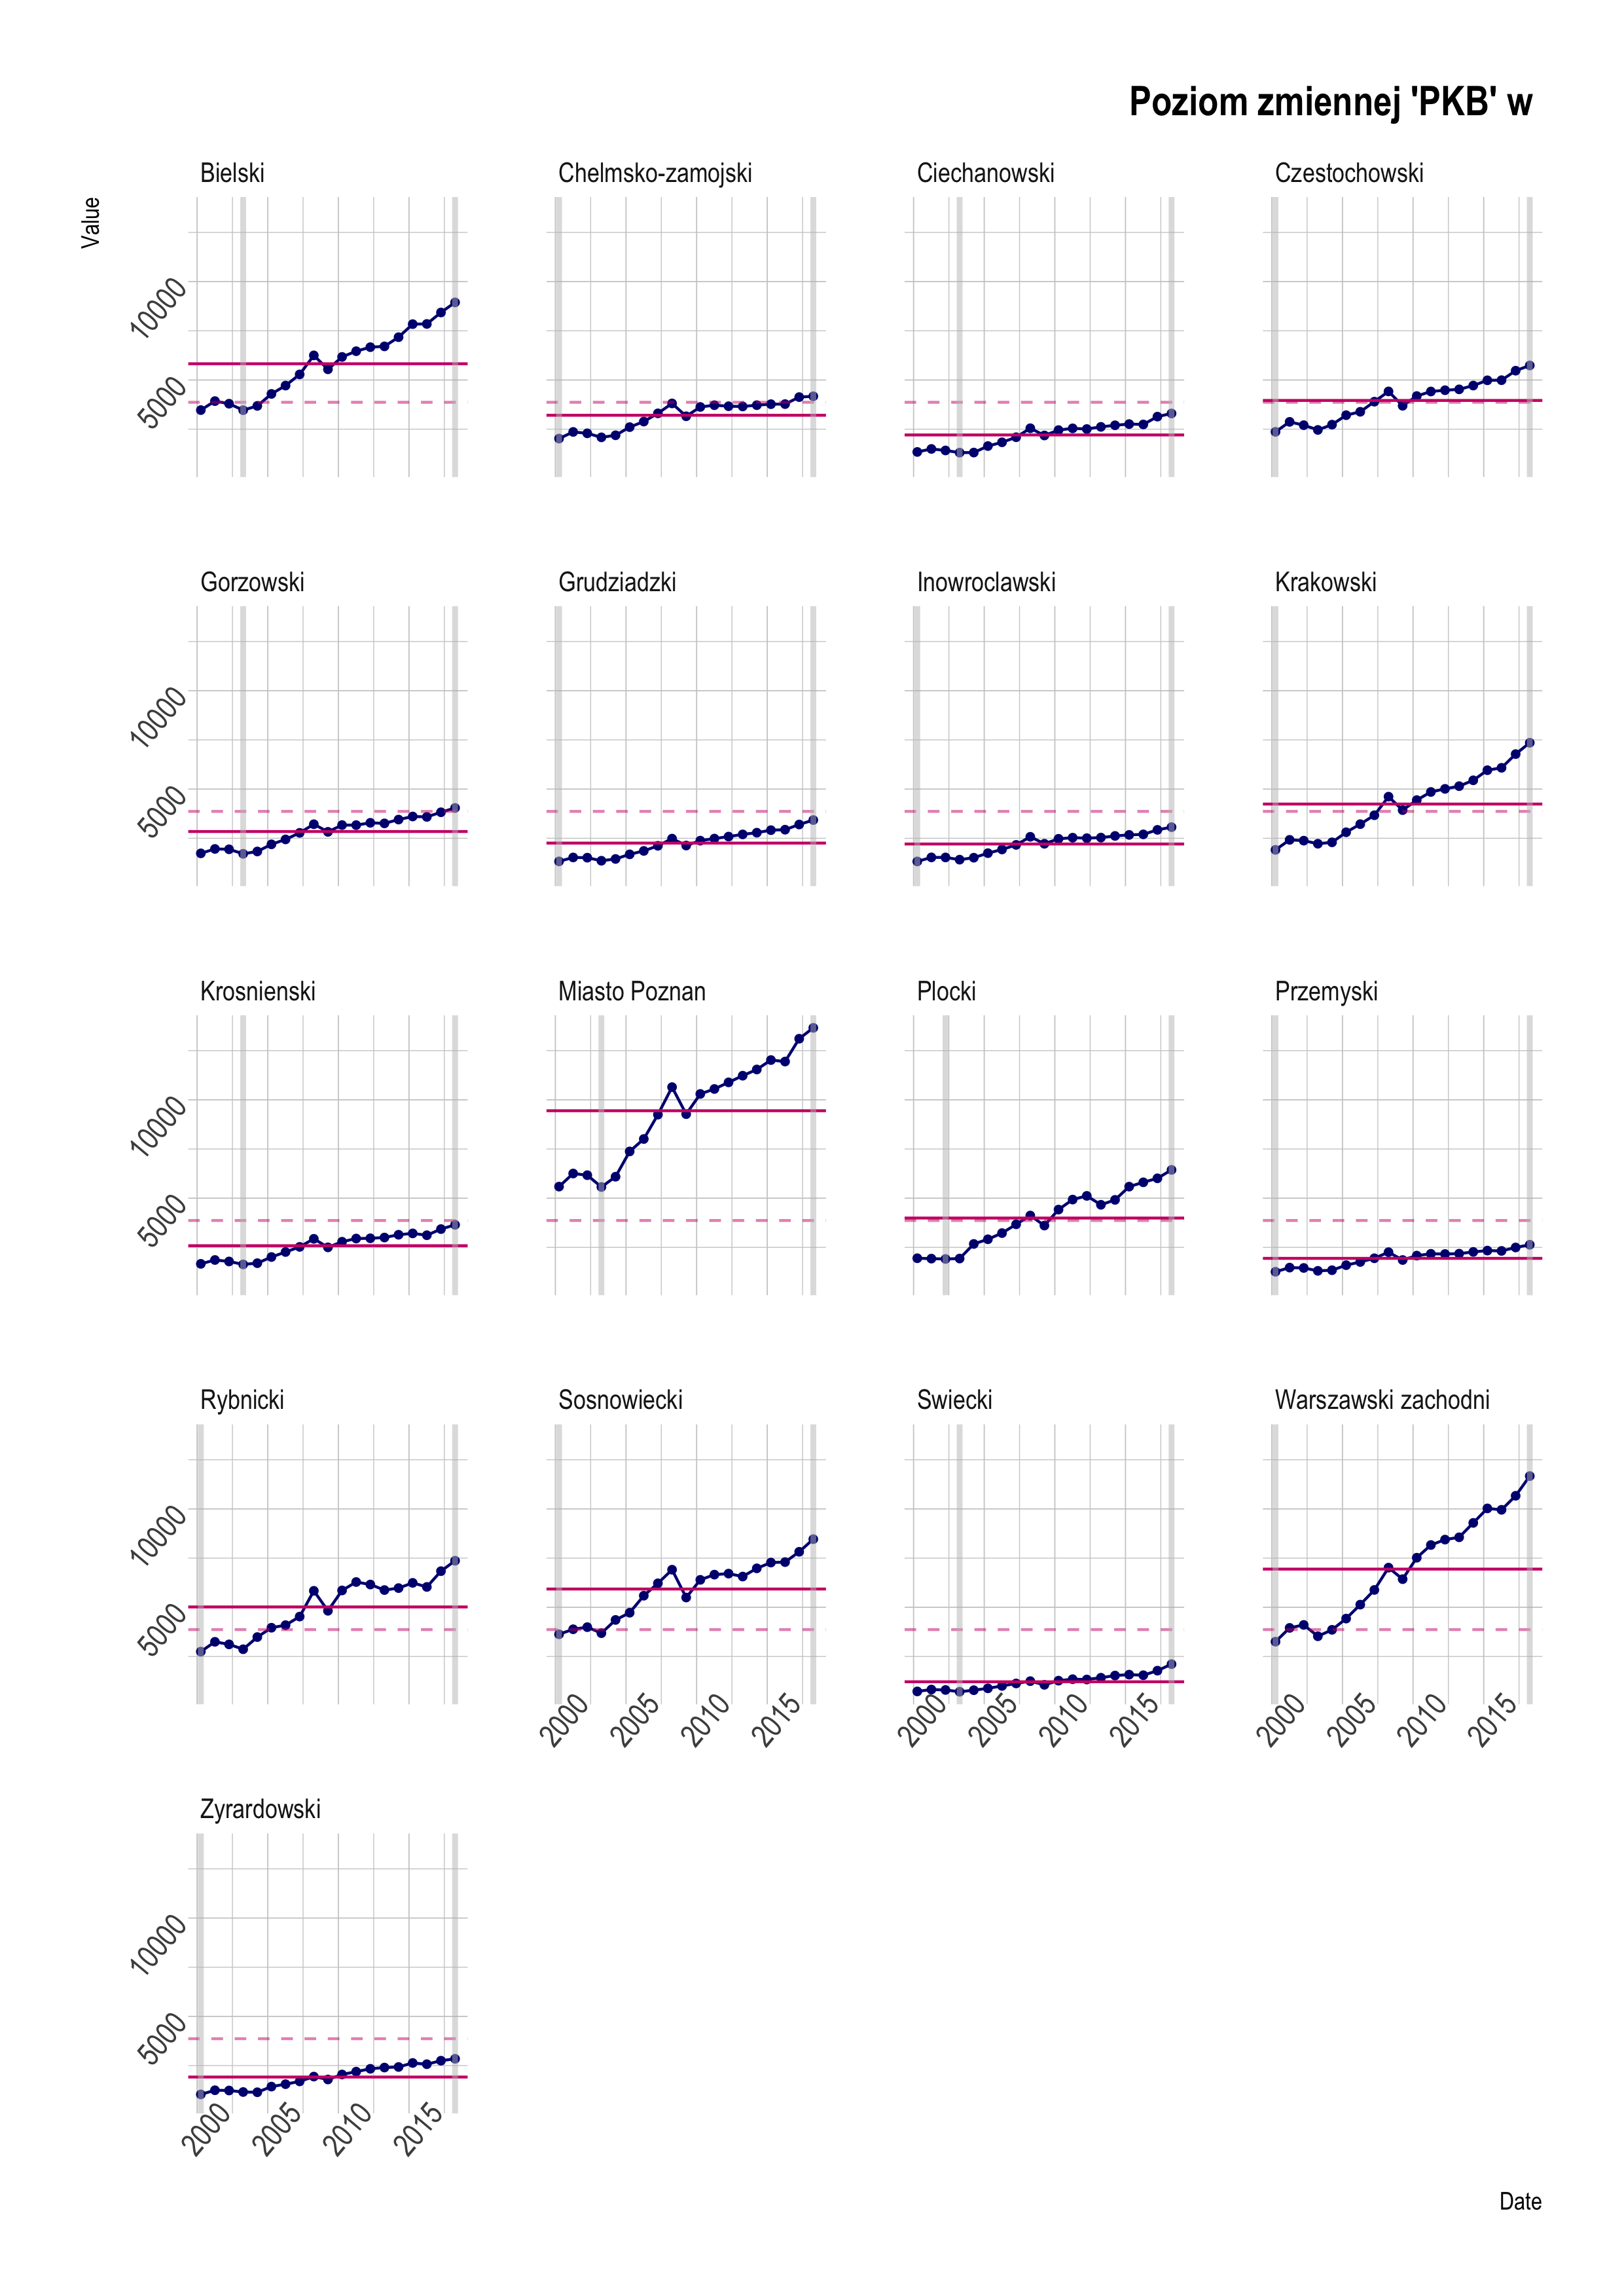 Poziom zmiennej 'PKB' w
Value
Bielski
Chelmsko-zamojski
Ciechanowski
Czestochowski
10000
5000
Gorzowski
Grudziadzki
Inowroclawski
Krakowski
10000
5000
Krosnienski
Miasto Poznan
Plocki
Przemyski
10000
5000
Rybnicki
Sosnowiecki
Swiecki
Warszawski zachodni
10000
5000
2000 2005 2010 2015
2000 2005 2010 2015
2000 2005 2010 2015
Zyrardowski
10000
5000
2000 2005 2010 2015
Date